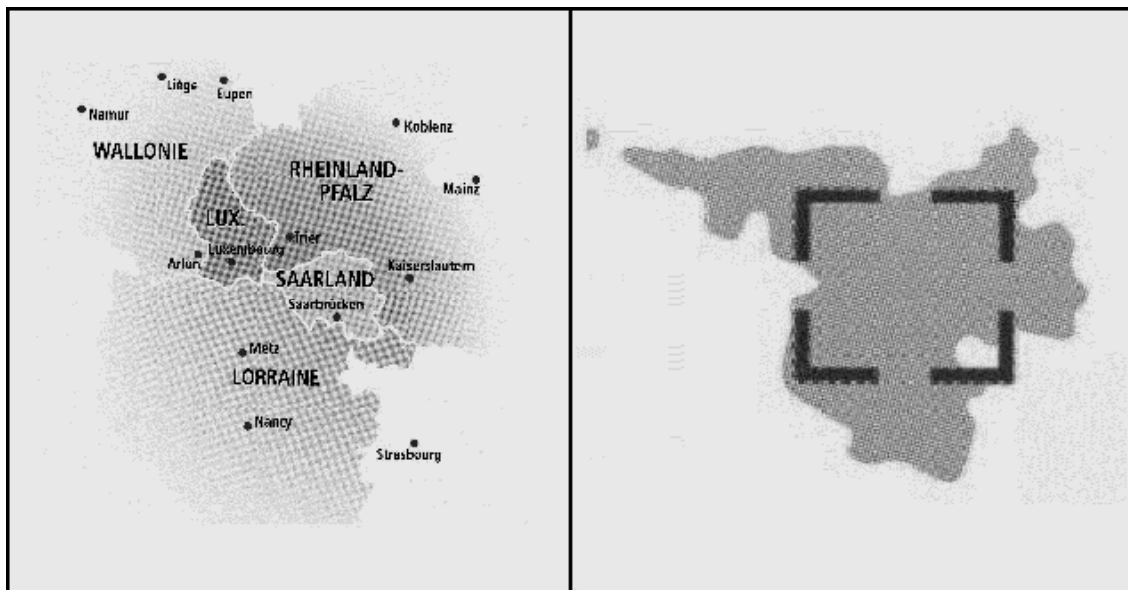 Liège
Eupen
Namur
Koblenz
WALLONIE
RHEINLAND-
PFALZ
Mainz
LUX.
Trier
Luxembourg
Arlon
SAARLAND
Kaiserslautern
Saarbrücken
Metz
LORRAINE
Nancy
Strasbourg